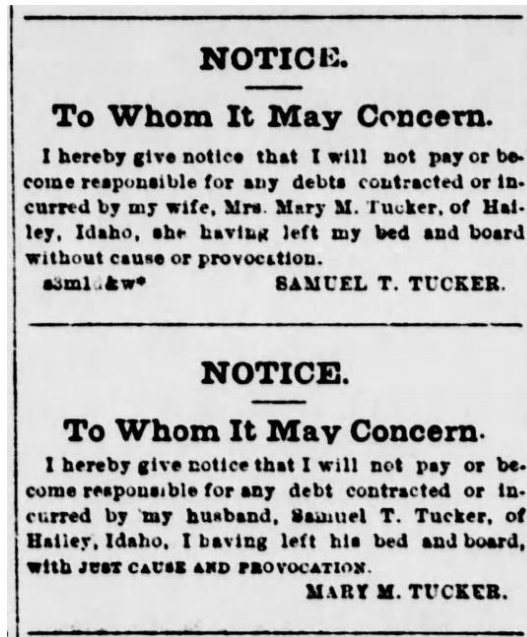 NOTICE.
To Whom It May Concern.
I hereby give notice that I will not pay or be-
come responsible for any debts contracted or in-
curred by my wife, Mrs. Mary M. Tucker, of Hai-
ley, Idaho, she having left my bed and board
without cause or provocation.
SAMUEL T. TUCKER.
NOTICE.
To Whom It May Concern.
I hereby give notice that I will not pay or be-
come responsible for any debt contracted or in-
curred by my husband, Samuel T. Tucker, of
Hailey, Idaho, I having left his bed and board,
with JUST CAUSE AND PROVOCATION.
MARY M. TUCKER.